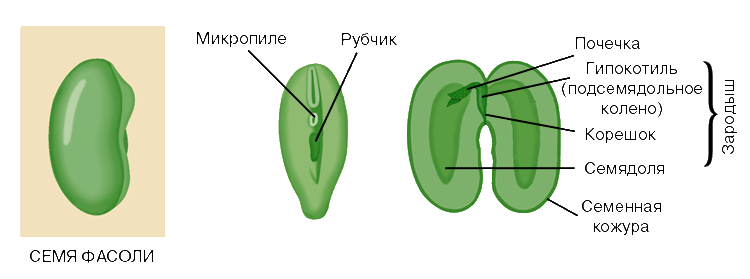 СЕМЯ ФАСОЛИ
Микропиле
Рубчик
Почечка
Гипокотиль
(подсемядольное
колено)
Корешок
Семядоля
Семенная
кожура
Зародыш